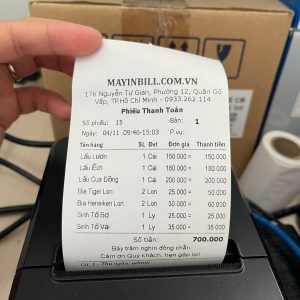 MAYINBILL.COM.VN
176 Nguyễn Tư Giản, Phường 12, Quận Gò
Vấp, TP.Hồ Chí Minh - 0933.262.114
Phiếu Thanh Toán
Số phiếu: 15 Bàn: 1
Ngày: 04/11 09:46-15:03 P.vụ:
Tên hàng SL Đvt Đơn giá Thành tiền
Lẩu Lươn 1 Cái 150.000 = 150.000
Lẩu Ếch 1 Cái 180.000 = 180.000
Lẩu Cua Đồng 1 Cái 200.000 = 200.000
Bia Tiger Lon 2 Lon 25.000 = 50.000
Bia Heneken Lon 2 Lon 30.000 = 60.000
Sinh Tố Bơ 1 Ly 25.000 = 25.000
Sinh Tố Vải 1 Ly 35.000 = 35.000
Số tiền: 700.000
Bảy trăm nghìn đồng chẵn
Cám ơn Quý khách, hẹn gặp lại!